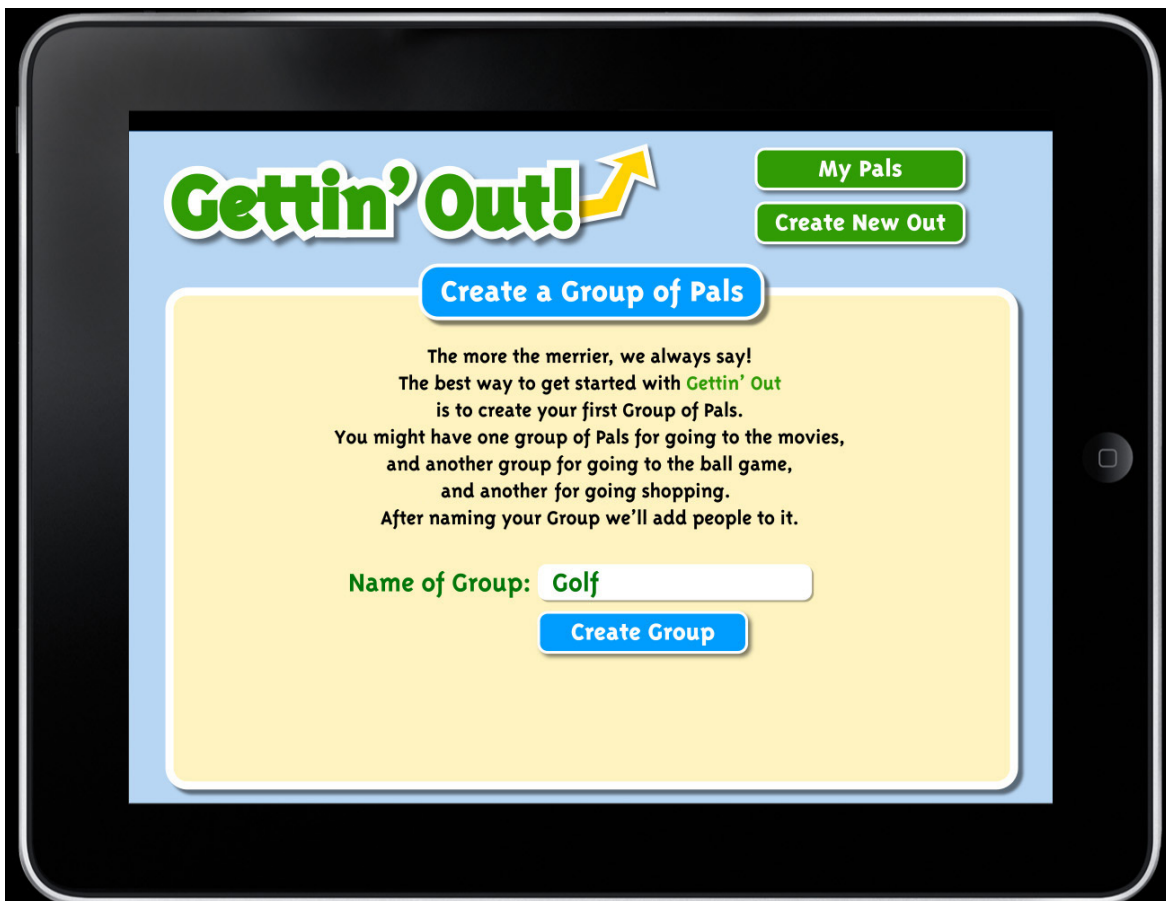 Gettin' Out!
My Pals
Create New Out
Create a Group of Pals
The more the merrier, we always say!
The best way to get started with Gettin' Out
is to create your first Group of Pals.
You might have one group of Pals for going to the movies,
and another group for going to the ball game,
and another for going shopping.
After naming your Group we'll add people to it.
Name of Group: Golf
Create Group